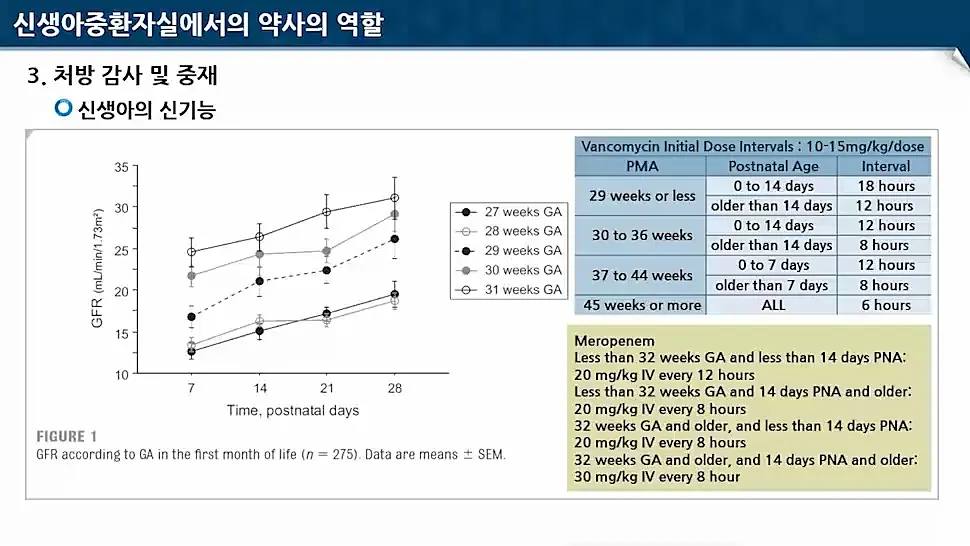 신생아중환자실에서의 약사의 역할
3. 처방 감사 및 중재
신생아의 신기능
35
30
25
20
15
10
GFR (mL/min/1.73m²)
7 14 21 28
Time, postnatal days
27 weeks GA
28 weeks GA
29 weeks GA
30 weeks GA
31 weeks GA
FIGURE 1
GFR according to GA in the first month of life (n = 275). Data are means ± SEM.
Vancomycin Initial Dose Intervals : 10-15mg/kg/dose
PMA Postnatal Age Interval
29 weeks or less 0 to 14 days 18 hours
older than 14 days 12 hours
30 to 36 weeks 0 to 14 days 12 hours
older than 14 days 8 hours
37 to 44 weeks 0 to 7 days 12 hours
older than 7 days 8 hours
45 weeks or more ALL 6 hours
Meropenem
Less than 32 weeks GA and less than 14 days PNA:
20 mg/kg IV every 12 hours
Less than 32 weeks GA and 14 days PNA and older:
20 mg/kg IV every 8 hours
32 weeks GA and older, and less than 14 days PNA:
20 mg/kg IV every 8 hours
32 weeks GA and older, and 14 days PNA and older:
30 mg/kg IV every 8 hour